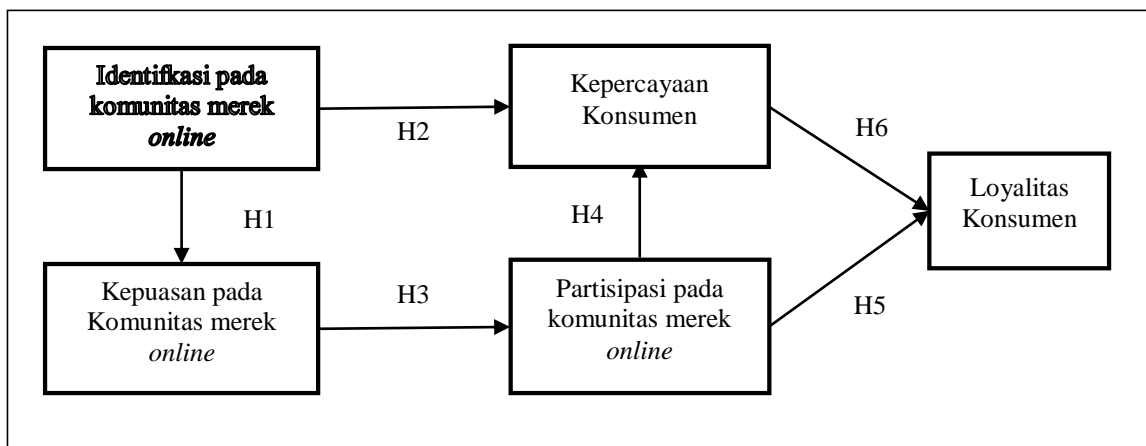 Identifkasi pada
komunitas merek
online
H2
Kepercayaan
Konsumen
H6
H1
H4
Loyalitas
Konsumen
Kepuasan pada
Komunitas merek
online
H3
Partisipasi pada
komunitas merek
online
H5